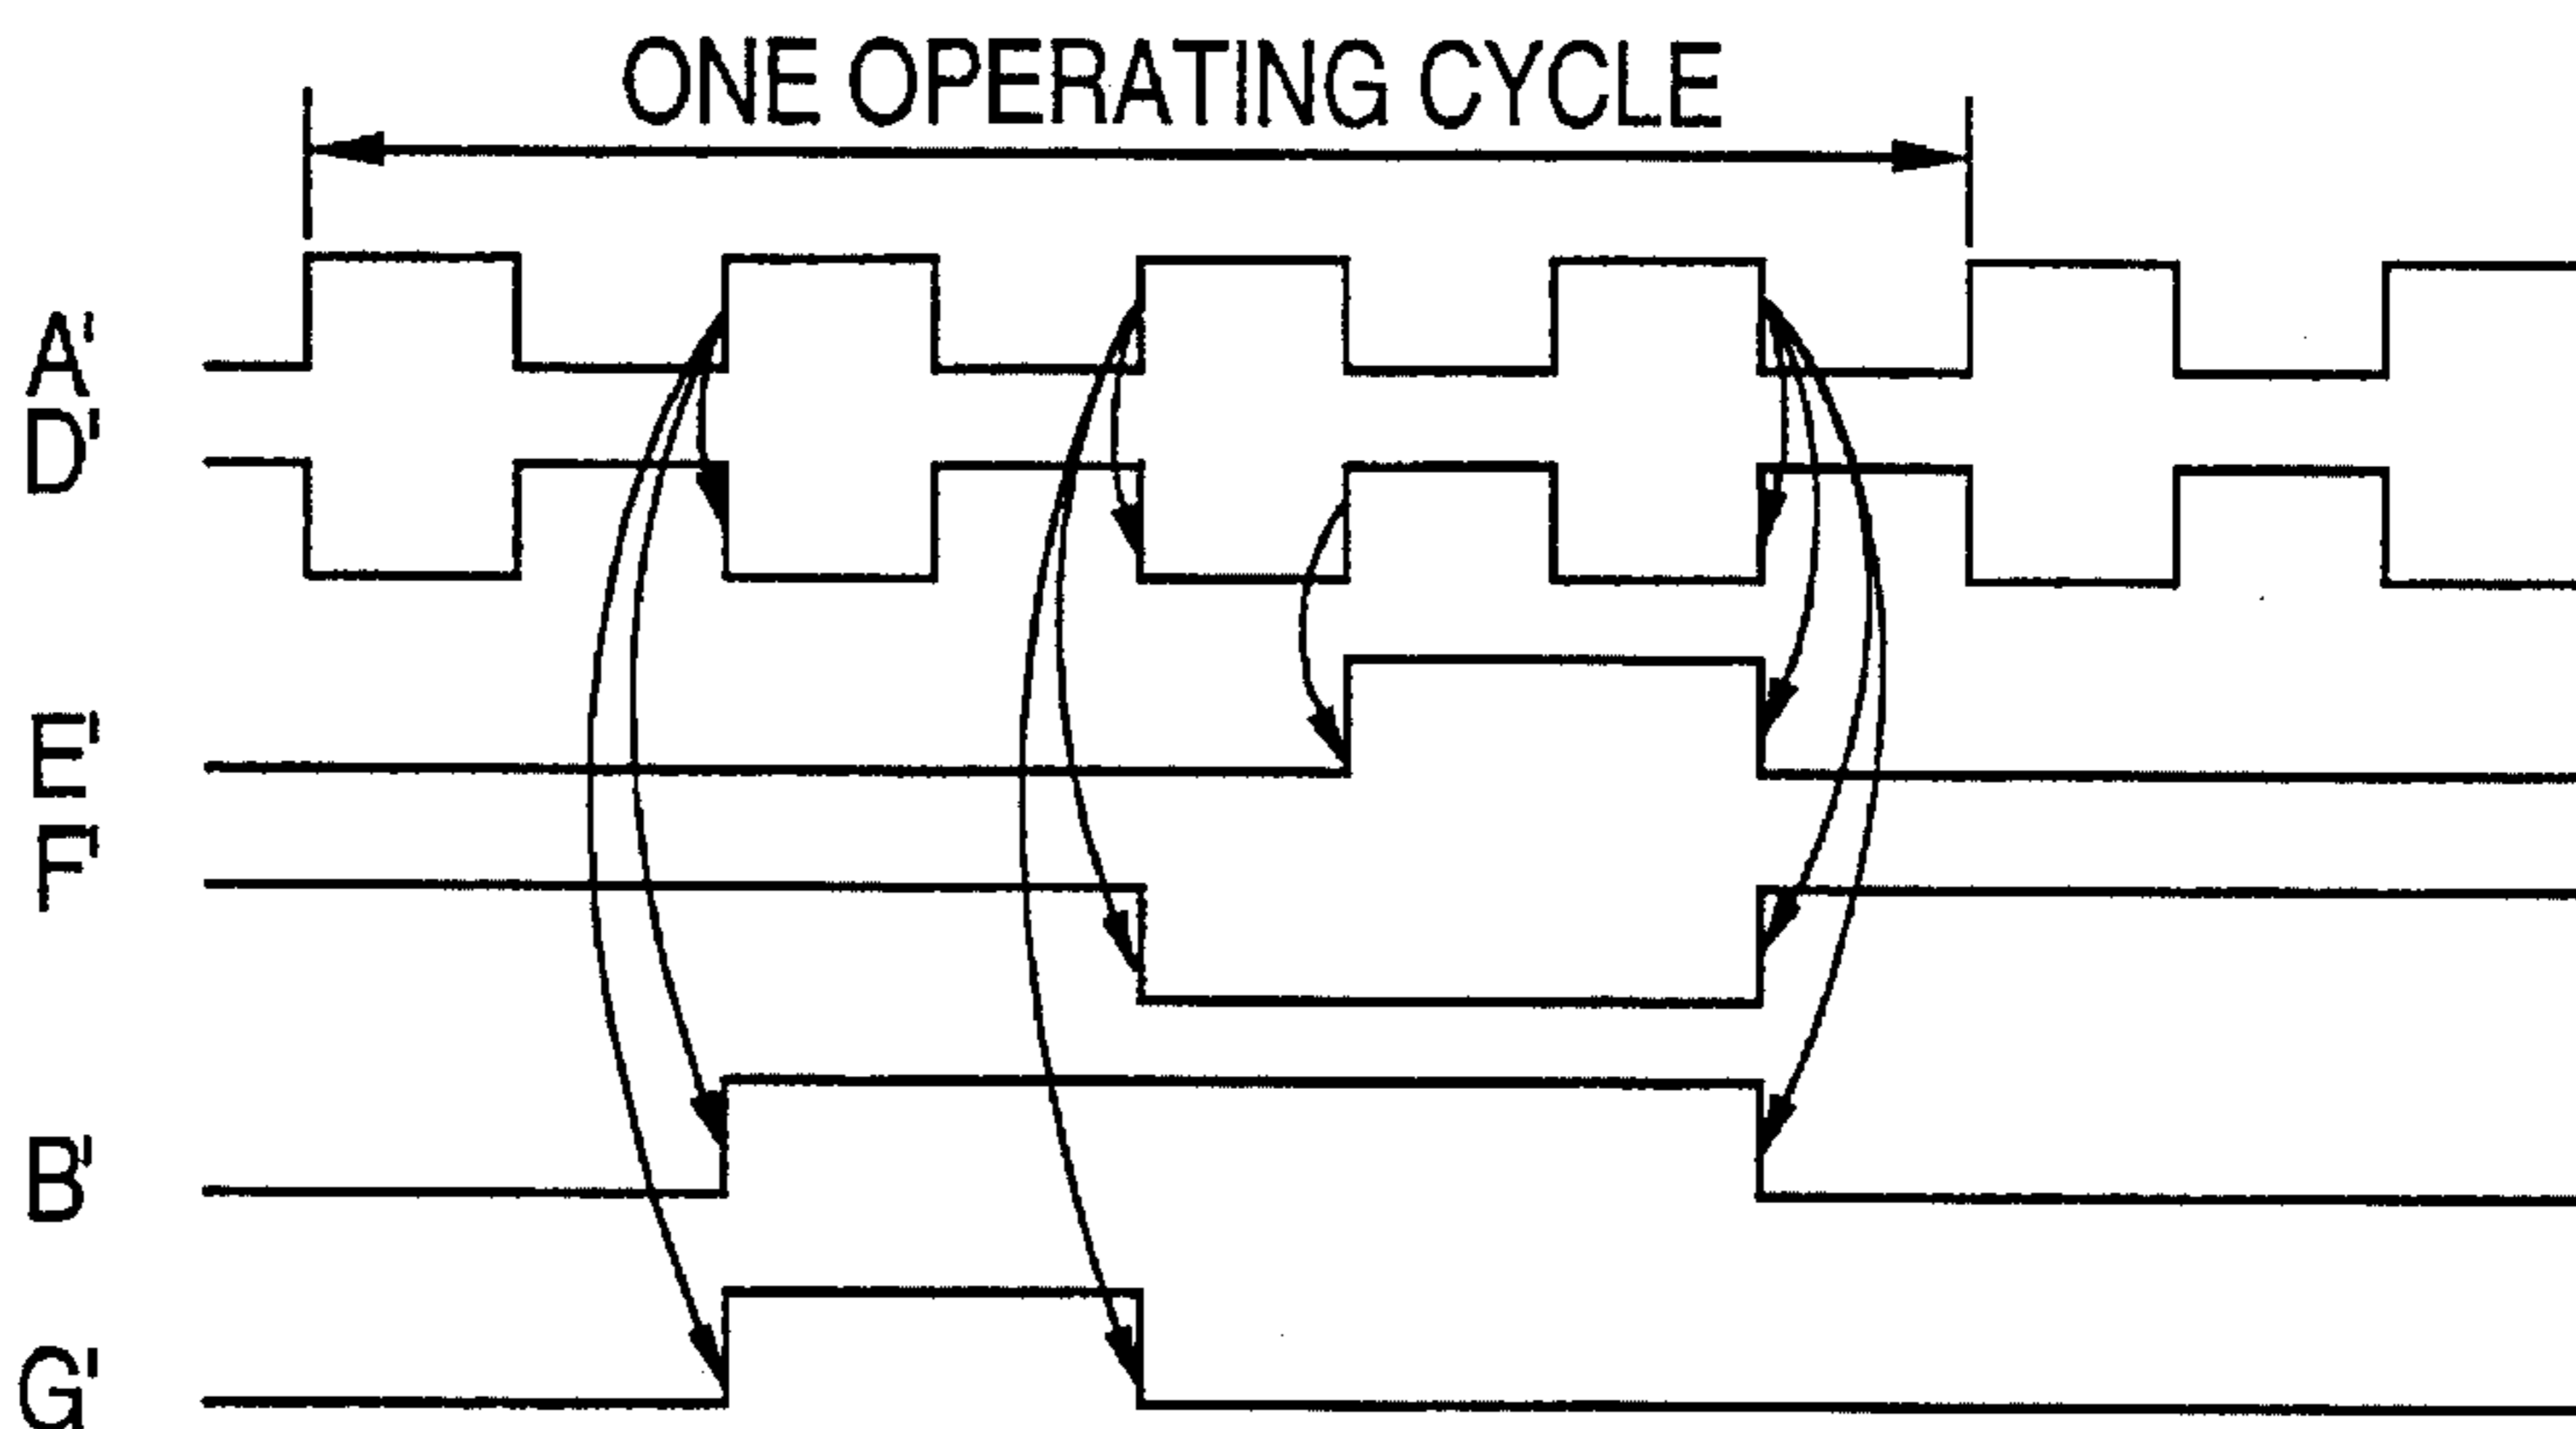 ONE OPERATING CYCLE
A'
D'
E'
F'
B'
G'